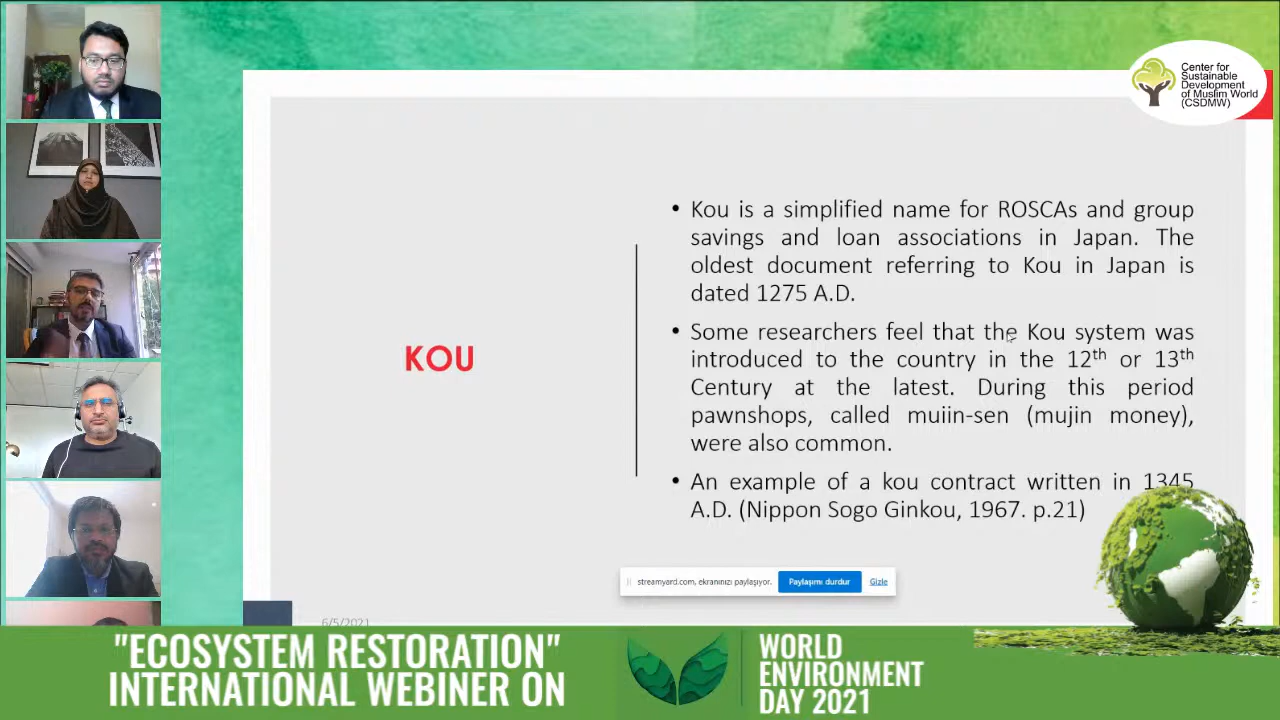 Center for
Sustainable
Development
of Muslim World
(CSDMW)
KOU
• Kou is a simplified name for ROSCAs and group
savings and loan associations in Japan. The
oldest document referring to Kou in Japan is
dated 1275 A.D.
• Some researchers feel that the Kou system was
introduced to the country in the 12th or 13th
Century at the latest. During this period
pawnshops, called muiin-sen (mujin money),
were also common.
• An example of a kou contract written in 1345
A.D. (Nippon Sogo Ginkou, 1967. p.21)
streamyard.com, ekranınızı paylaşıyor.
Paylaşımı durdur
Gizle
6/5/2021
"ECOSYSTEM RESTORATION"
INTERNATIONAL WEBINER ON
WORLD
ENVIRONMENT
DAY 2021